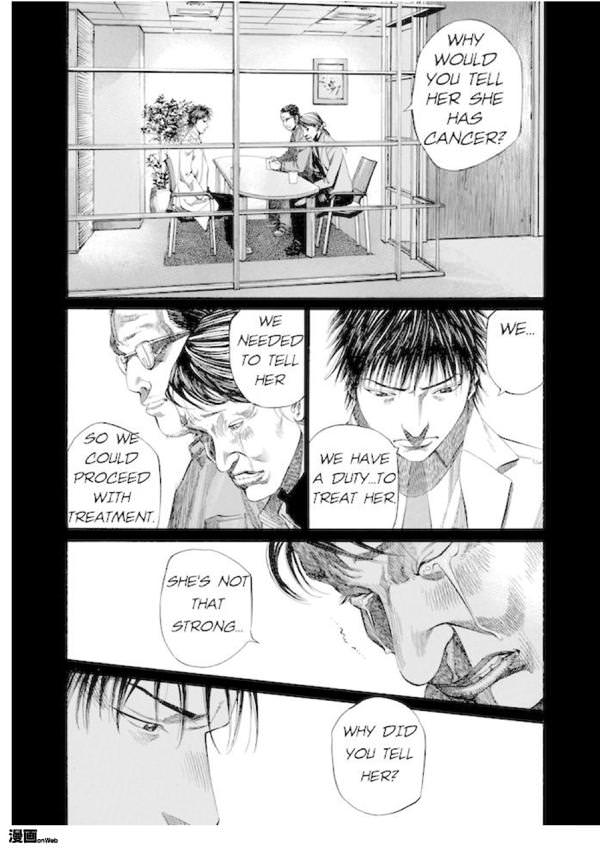 WHY
WOULD
YOU TELL
HER SHE
HAS
CANCER?
WE...
WE HAVE
A DUTY...TO
TREAT HER
WE
NEEDED
TO TELL
HER
SO WE
COULD
PROCEED
WITH
TREATMENT.
SHE'S NOT
THAT
STRONG...
WHY DID
YOU TELL
HER?
漫画onWeb